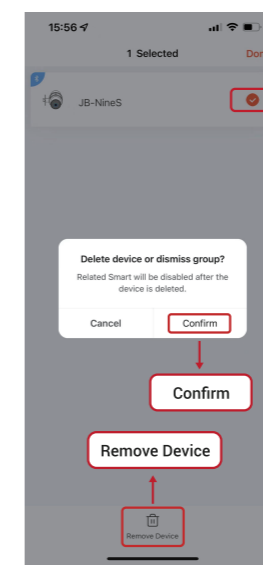 15:56
1 Selected
Don
JB-NineS
Delete device or dismiss group?
Related Smart will be disabled after the
device is deleted.
Cancel
Confirm
Confirm
Remove Device
Remove Device